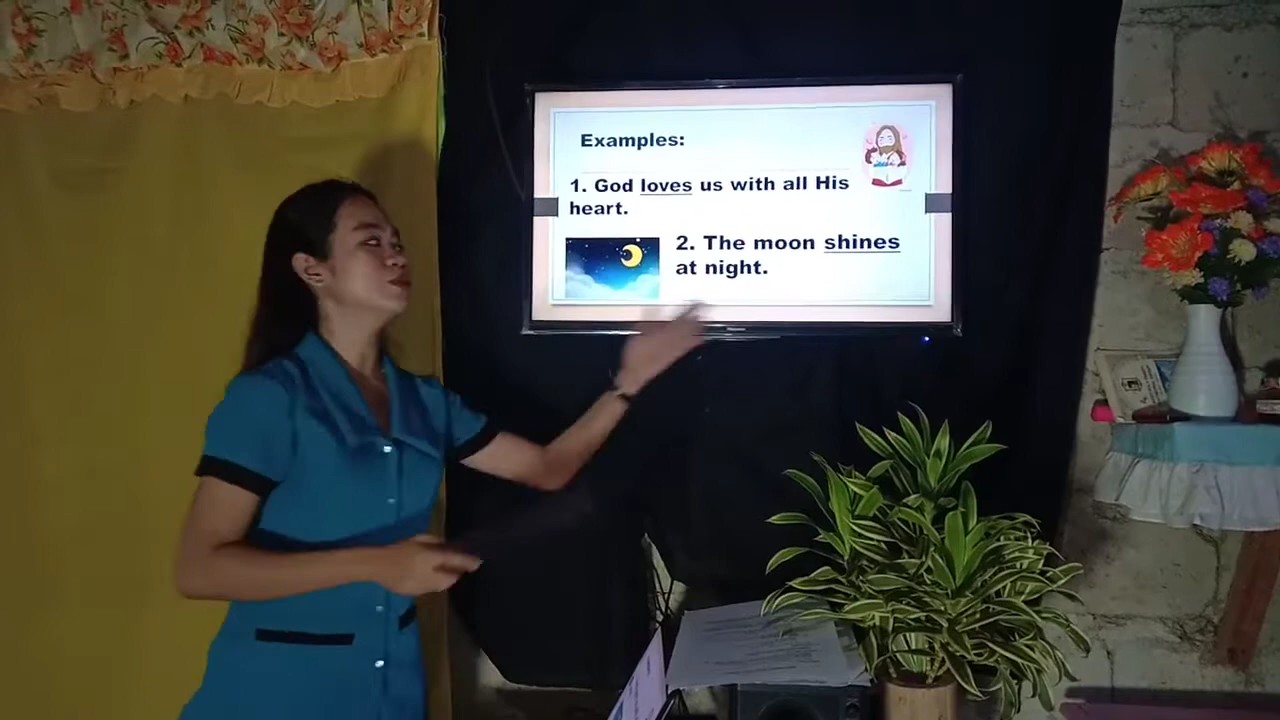 Examples:
1. God loves us with all His
heart.
2. The moon shines
at night.